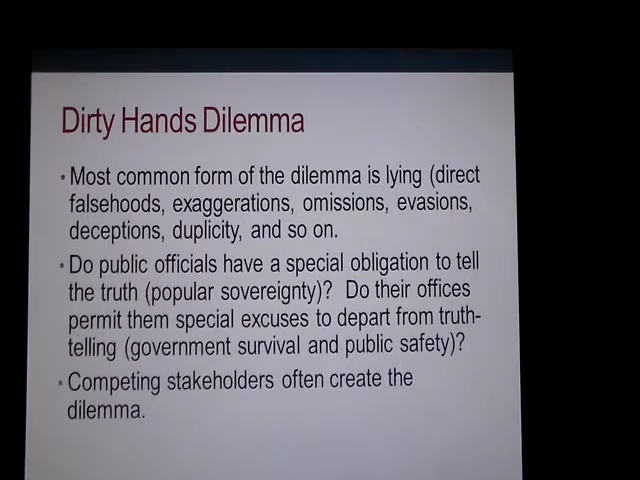 Dirty Hands Dilemma
• Most common form of the dilemma is lying (direct
falsehoods, exaggerations, omissions, evasions,
deceptions, duplicity, and so on.
• Do public officials have a special obligation to tell
the truth (popular sovereignty)? Do their offices
permit them special excuses to depart from truth-
telling (government survival and public safety)?
• Competing stakeholders often create the
dilemma.